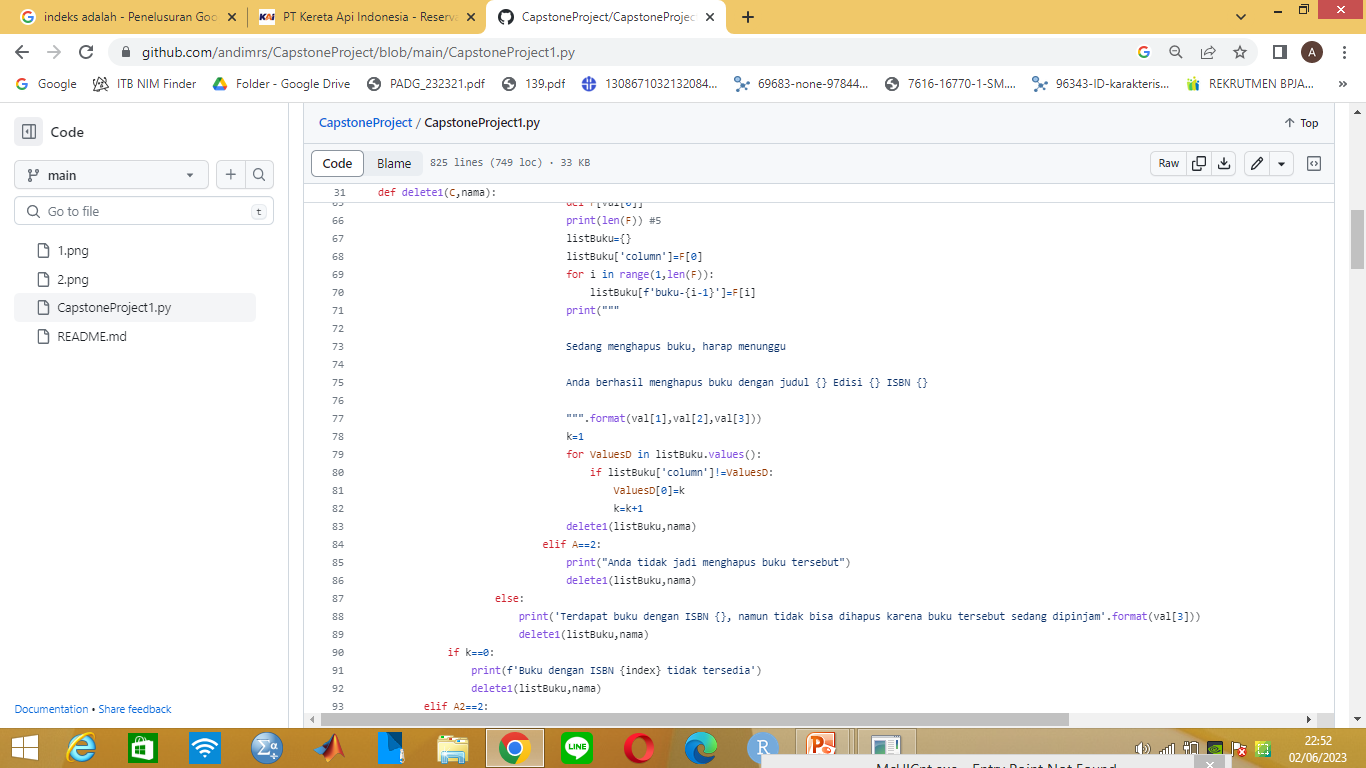 indeks adalah - Penelusuran Goo
PT Kereta Api Indonesia - Reserva
CapstoneProject/CapstoneProjec
github.com/andimrs/CapstoneProject/blob/main/CapstoneProject1.py
A
Google
ITB NIM Finder
Folder - Google Drive
PADG_232321.pdf
139.pdf
1308671032132084...
69683-none-97844...
7616-16770-1-SM....
96343-ID-karakteris...
REKRUTMEN BPJA...
»
Code
CapstoneProject / CapstoneProject1.py
Top
main
Code Blame 825 lines (749 loc) · 33 KB
Raw
Go to file
t
1.png
2.png
CapstoneProject1.py
README.md
31 def delete1(C,nama):
66 print(len(F)) #5
67 listBuku={}
68 listBuku['column']=F[0]
69 for i in range(1,len(F)):
70 listBuku[f'buku-{i-1}']=F[i]
71 print("""
72
73 Sedang menghapus buku, harap menunggu
74
75 Anda berhasil menghapus buku dengan judul {} Edisi {} ISBN {}
76
77 """.format(val[1],val[2],val[3]))
78 k=1
79 for ValuesD in listBuku.values():
80 if listBuku['column']!=ValuesD:
81 ValuesD[0]=k
82 k=k+1
83 delete1(listBuku,nama)
84 elif A==2:
85 print("Anda tidak jadi menghapus buku tersebut")
86 delete1(listBuku,nama)
87 else:
88 print('Terdapat buku dengan ISBN {}, namun tidak bisa dihapus karena buku tersebut sedang dipinjam'.format(val[3]))
89 delete1(listBuku,nama)
90 if k==0:
91 print(f'Buku dengan ISBN {index} tidak tersedia')
92 delete1(listBuku,nama)
93 elif A2==2:
Documentation • Share feedback
LINE
R
22:52
02/06/2023